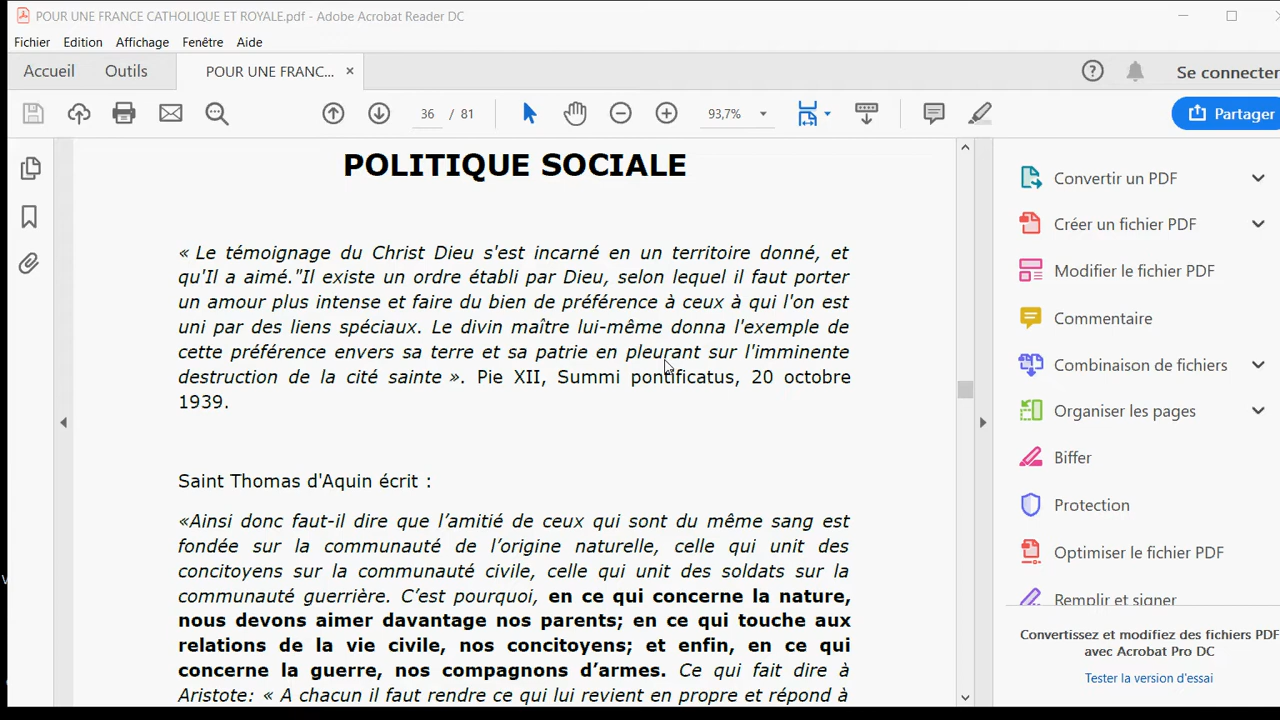 POUR UNE FRANCE CATHOLIQUE ET ROYALE.pdf - Adobe Acrobat Reader DC
Fichier Edition Affichage Fenêtre Aide
Accueil Outils POUR UNE FRANC... × Se connecter
36 / 81 93,7% Partager
POLITIQUE SOCIALE
« Le témoignage du Christ Dieu s'est incarné en un territoire donné, et
qu'Il a aimé."Il existe un ordre établi par Dieu, selon lequel il faut porter
un amour plus intense et faire du bien de préférence à ceux à qui l'on est
uni par des liens spéciaux. Le divin maître lui-même donna l'exemple de
cette préférence envers sa terre et sa patrie en pleurant sur l'imminente
destruction de la cité sainte ». Pie XII, Summi pontificatus, 20 octobre
1939.
Saint Thomas d'Aquin écrit :
«Ainsi donc faut-il dire que l’amitié de ceux qui sont du même sang est
fondée sur la communauté de l’origine naturelle, celle qui unit des
concitoyens sur la communauté civile, celle qui unit des soldats sur la
communauté guerrière. C’est pourquoi, en ce qui concerne la nature,
nous devons aimer davantage nos parents; en ce qui touche aux
relations de la vie civile, nos concitoyens; et enfin, en ce qui
concerne la guerre, nos compagnons d’armes. Ce qui fait dire à
Aristote: « A chacun il faut rendre ce qui lui revient en propre et répond à
Convertir un PDF
Créer un fichier PDF
Modifier le fichier PDF
Commentaire
Combinaison de fichiers
Organiser les pages
Biffer
Protection
Optimiser le fichier PDF
Remplir et signer
Convertissez et modifiez des fichiers PDF
avec Acrobat Pro DC
Tester la version d'essai